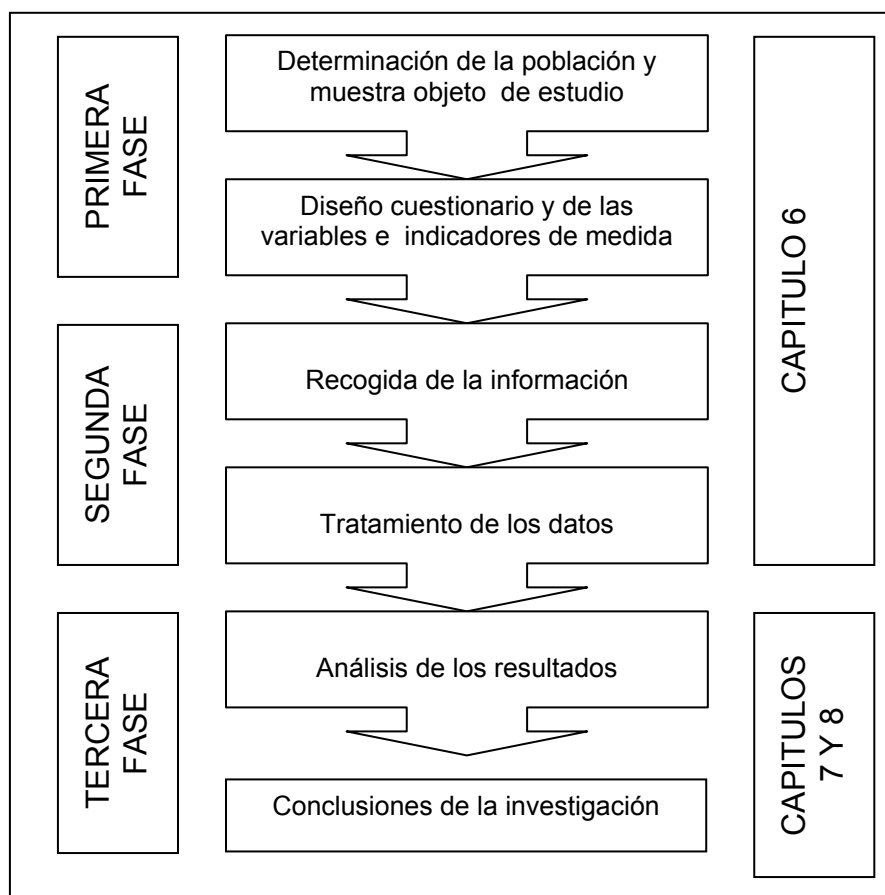 PRIMERA
FASE
Determinación de la población y
muestra objeto de estudio
Diseño cuestionario y de las
variables e indicadores de medida
CAPITULO 6
SEGUNDA
FASE
Recogida de la información
Tratamiento de los datos
TERCERA
FASE
Análisis de los resultados
Conclusiones de la investigación
CAPITULOS
7 Y 8